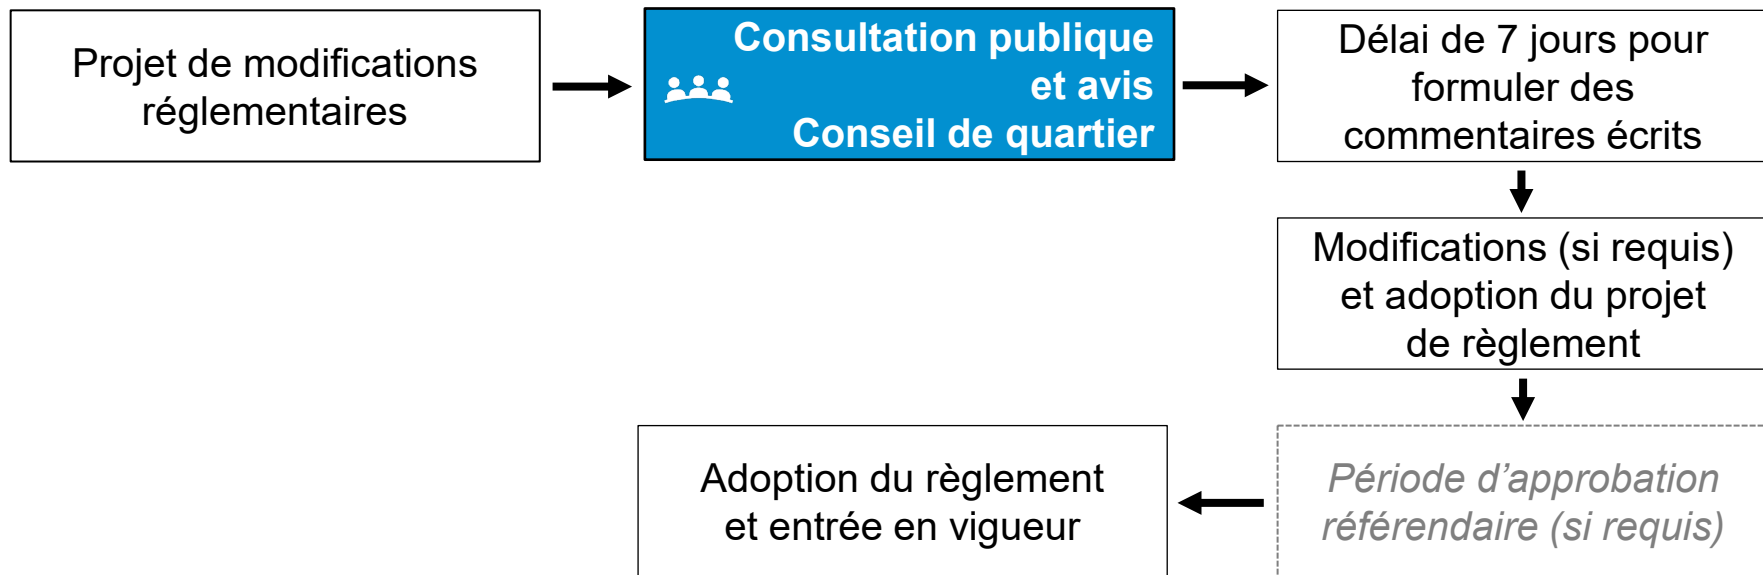 Projet de modifications
réglementaires
Consultation publique
et avis
Conseil de quartier
Délai de 7 jours pour
formuler des
commentaires écrits
Modifications (si requis)
et adoption du projet
de règlement
Période d’approbation
référendaire (si requis)
Adoption du règlement
et entrée en vigueur